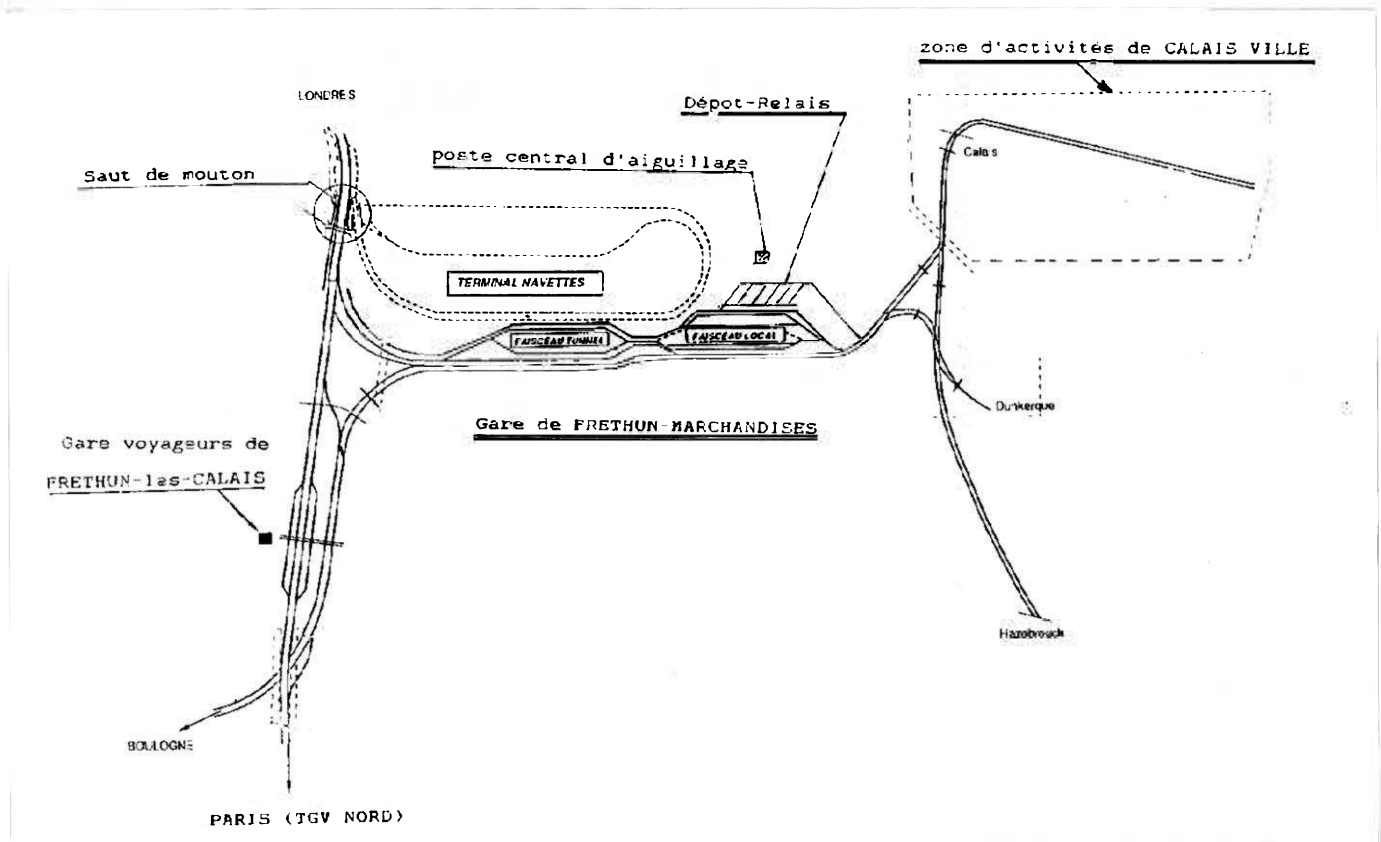 zone d'activités de CALAIS VILLE
LONDRES
Dépot-Relais
poste central d'aiguillage
Calais
Saut de mouton
TERMINAL NAVETTES
FAISCEAU TUNNEL
FAISCEAU LOCAL
Dunkerque
Gare de FRETHUN-MARCHANDISES
Gare voyageurs de
FRETHUN-les-CALAIS
Hazebrouck
BOULOGNE
PARIS (TGV NORD)